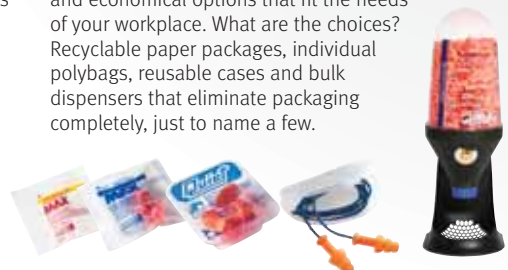 s
and economical options that fit the needs
of your workplace. What are the choices?
Recyclable paper packages, individual
polybags, reusable cases and bulk
dispensers that eliminate packaging
completely, just to name a few.
MAX